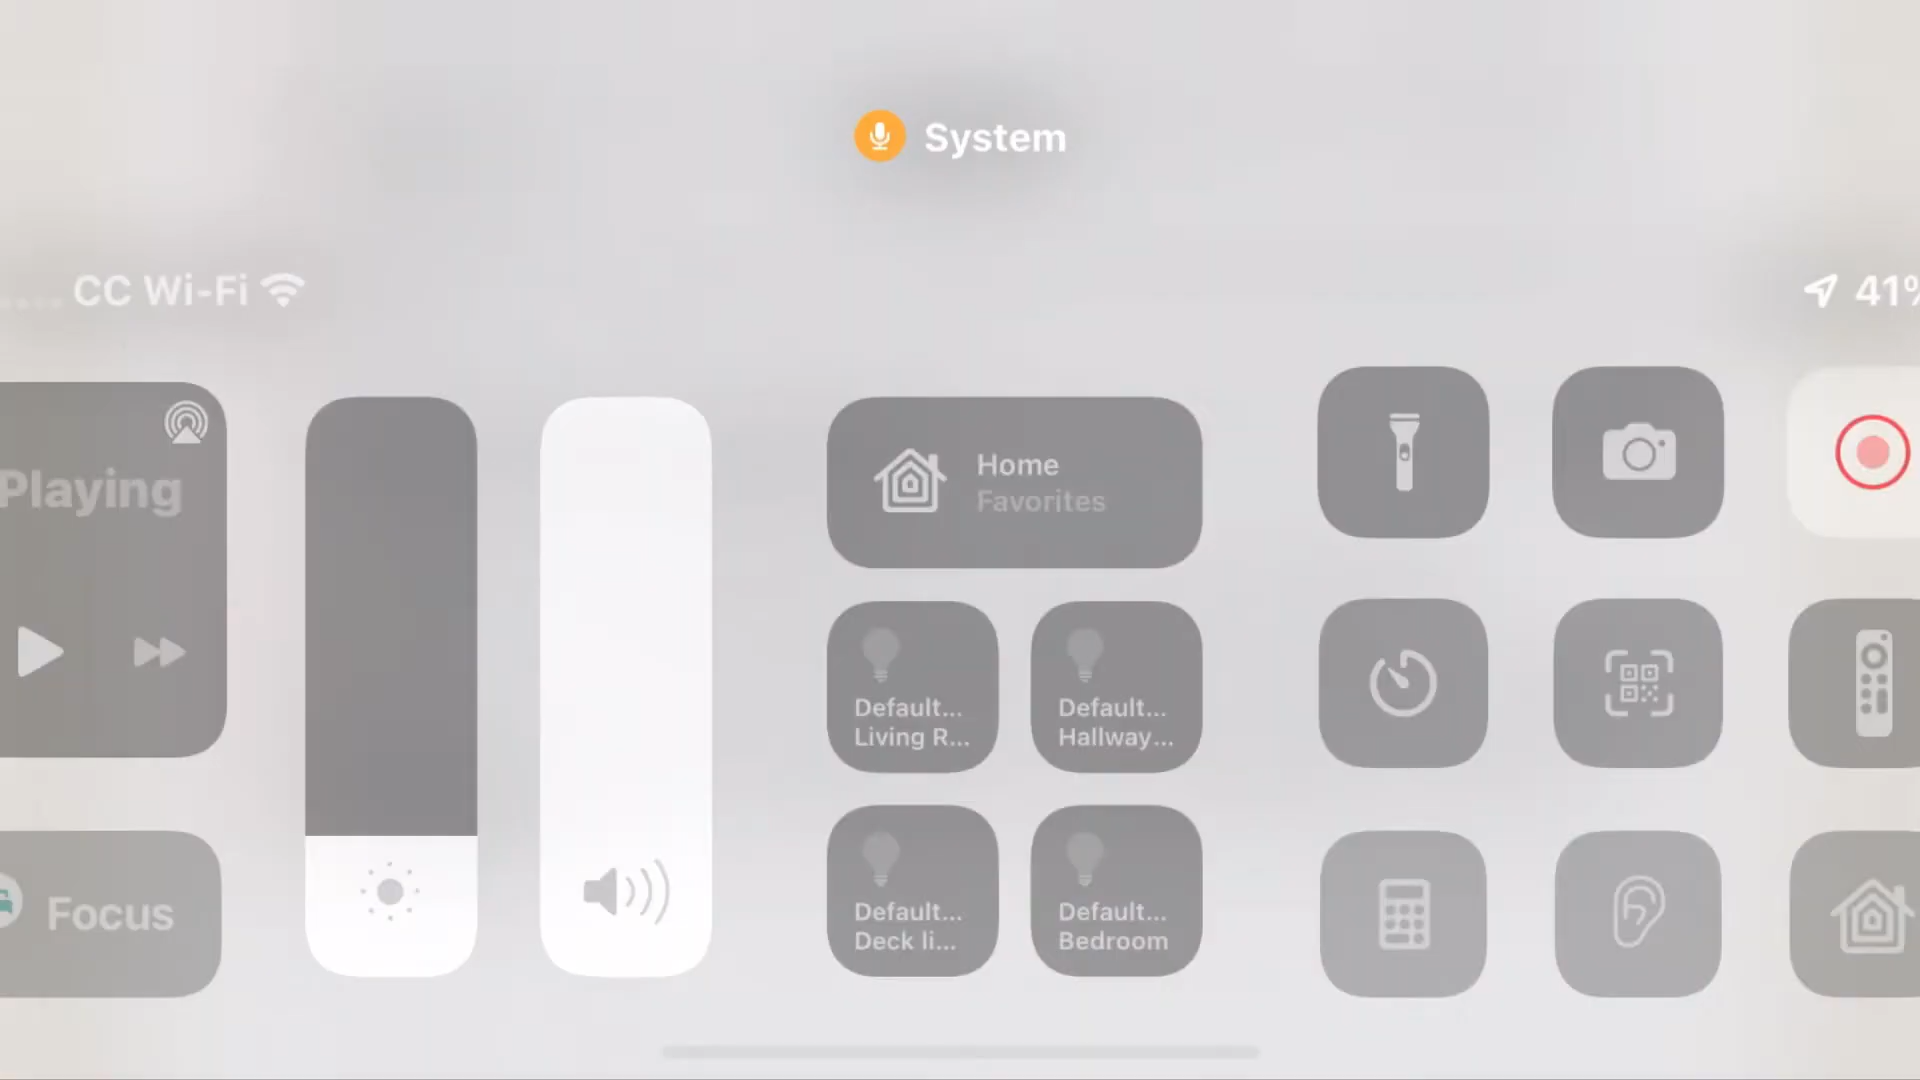 System
CC Wi-Fi
41%
Playing
Home
Favorites
Default...
Living R...
Default...
Hallway...
Default...
Deck li...
Default...
Bedroom
Focus